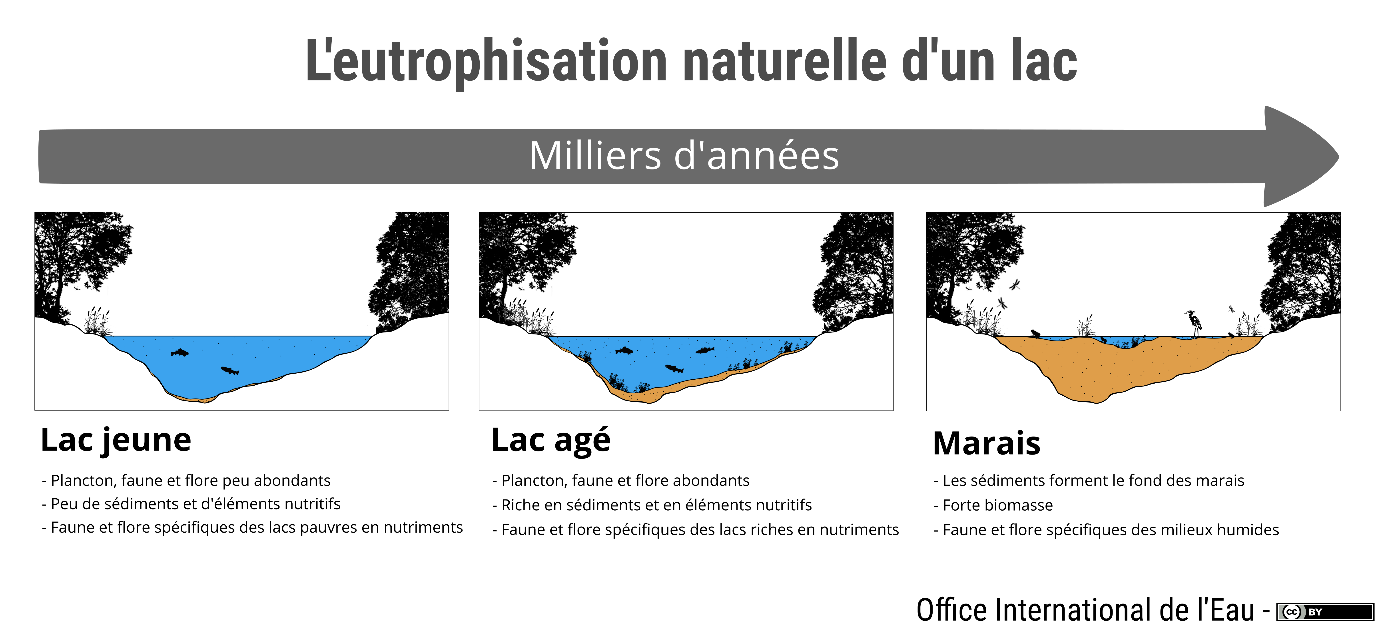 L'eutrophisation naturelle d'un lac
Milliers d'années
Lac jeune
- Plancton, faune et flore peu abondants
- Peu de sédiments et d'éléments nutritifs
- Faune et flore spécifiques des lacs pauvres en nutriments
Lac agé
- Plancton, faune et flore abondants
- Riche en sédiments et en éléments nutritifs
- Faune et flore spécifiques des lacs riches en nutriments
Marais
- Les sédiments forment le fond des marais
- Forte biomasse
- Faune et flore spécifiques des milieux humides
Office International de l'Eau - cc BY